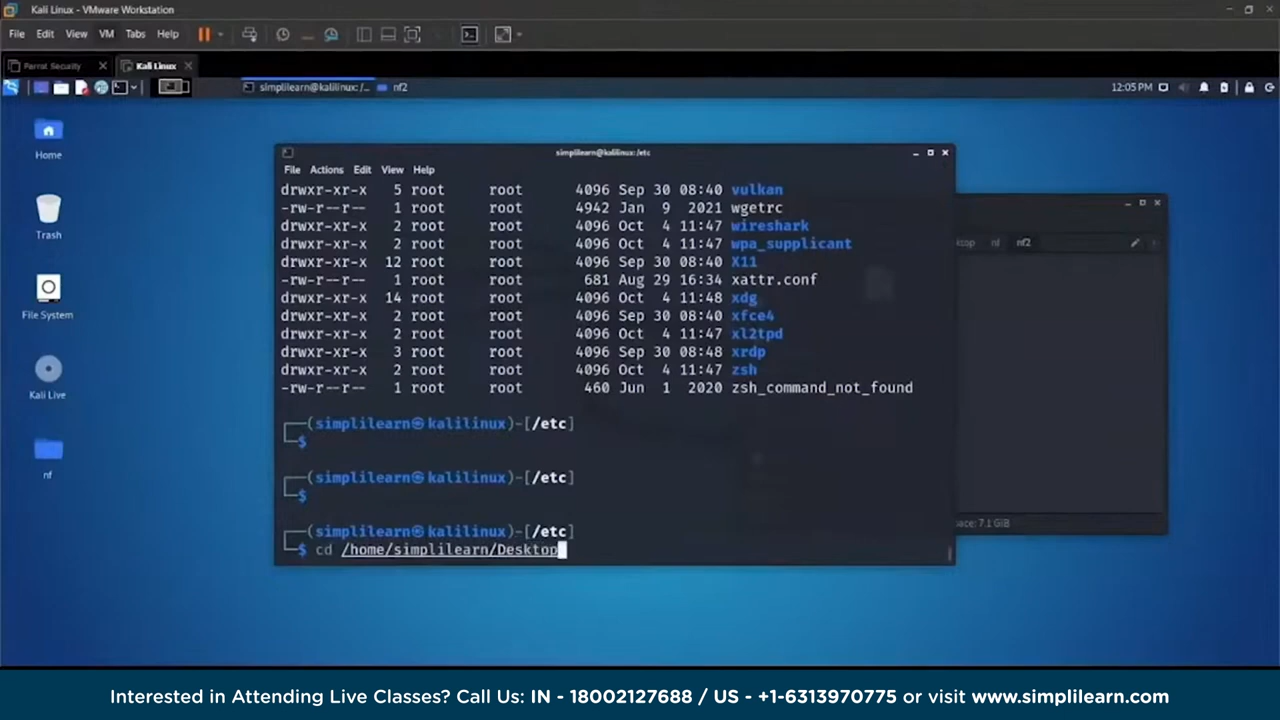 Kali Linux - VMware Workstation
File Edit View VM Tabs Help
Parrot Security Kali Linux
simplilearn@kalilinux: /... nf2 12:05 PM
Home
Trash
File System
Kali Live
nf
simplilearn@kalilinux: /etc
File Actions Edit View Help
drwxr-xr-x 5 root root 4096 Sep 30 08:40 vulkan
-rw-r--r-- 1 root root 4942 Jan 9 2021 wgetrc
drwxr-xr-x 2 root root 4096 Oct 4 11:47 wireshark
drwxr-xr-x 2 root root 4096 Oct 4 11:47 wpa_supplicant
drwxr-xr-x 12 root root 4096 Sep 30 08:40 X11
-rw-r--r-- 1 root root 681 Aug 29 16:34 xattr.conf
drwxr-xr-x 14 root root 4096 Oct 4 11:48 xdg
drwxr-xr-x 2 root root 4096 Sep 30 08:40 xfce4
drwxr-xr-x 2 root root 4096 Oct 4 11:47 xl2tpd
drwxr-xr-x 3 root root 4096 Sep 30 08:48 xrdp
drwxr-xr-x 2 root root 4096 Oct 4 11:47 zsh
-rw-r--r-- 1 root root 460 Jun 1 2020 zsh_command_not_found
(simplilearn㉿kalilinux)-[/etc]
$
(simplilearn㉿kalilinux)-[/etc]
$
(simplilearn㉿kalilinux)-[/etc]
$ cd /home/simplilearn/Desktop
ktop nf nf2
pace: 7.1 GiB
Interested in Attending Live Classes? Call Us: IN - 18002127688 / US - +1-6313970775 or visit www.simplilearn.com